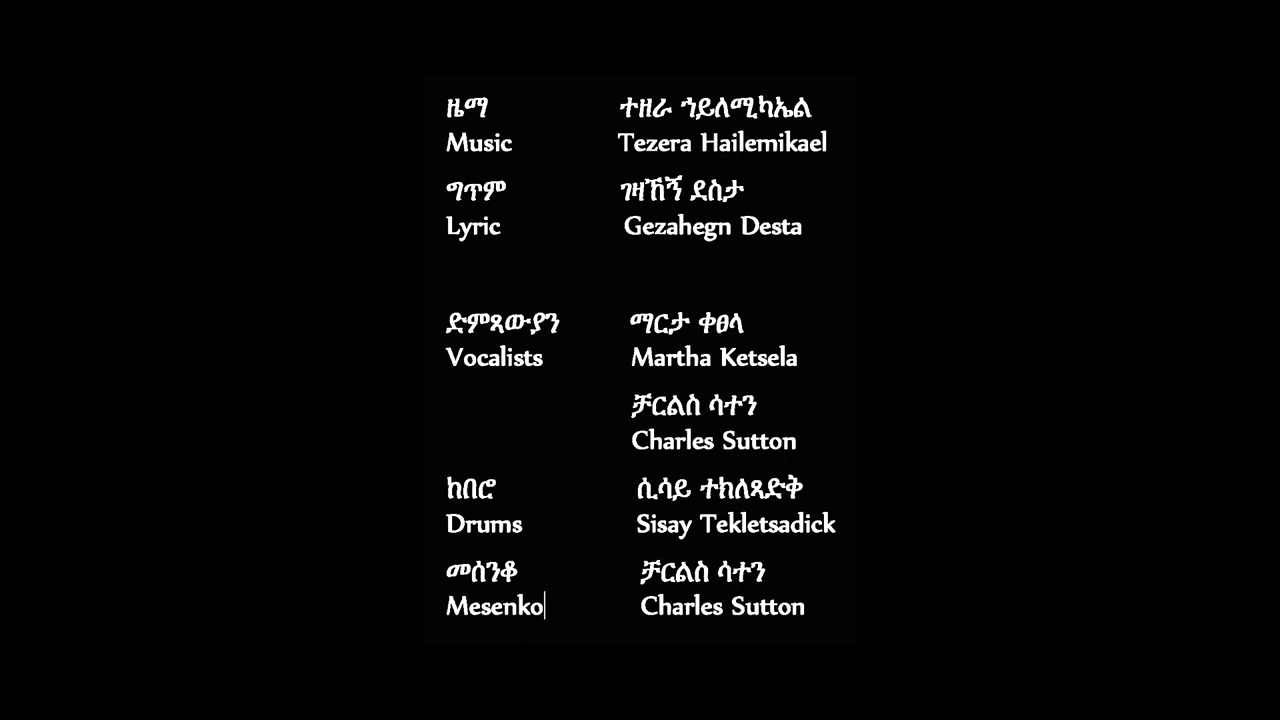 ዜማ ተዘራ ኀይለሚካኤል
Music Tezera Hailemikael
ግጥም ገዛኸኝ ደስታ
Lyric Gezahegn Desta
ድምጻውያን ማርታ ቀፀላ
Vocalists Martha Ketsela
ቻርልስ ሳተን
Charles Sutton
ከበሮ ሲሳይ ተክለጻድቅ
Drums Sisay Tekletsadick
መሰንቆ ቻርልስ ሳተን
Mesenko Charles Sutton